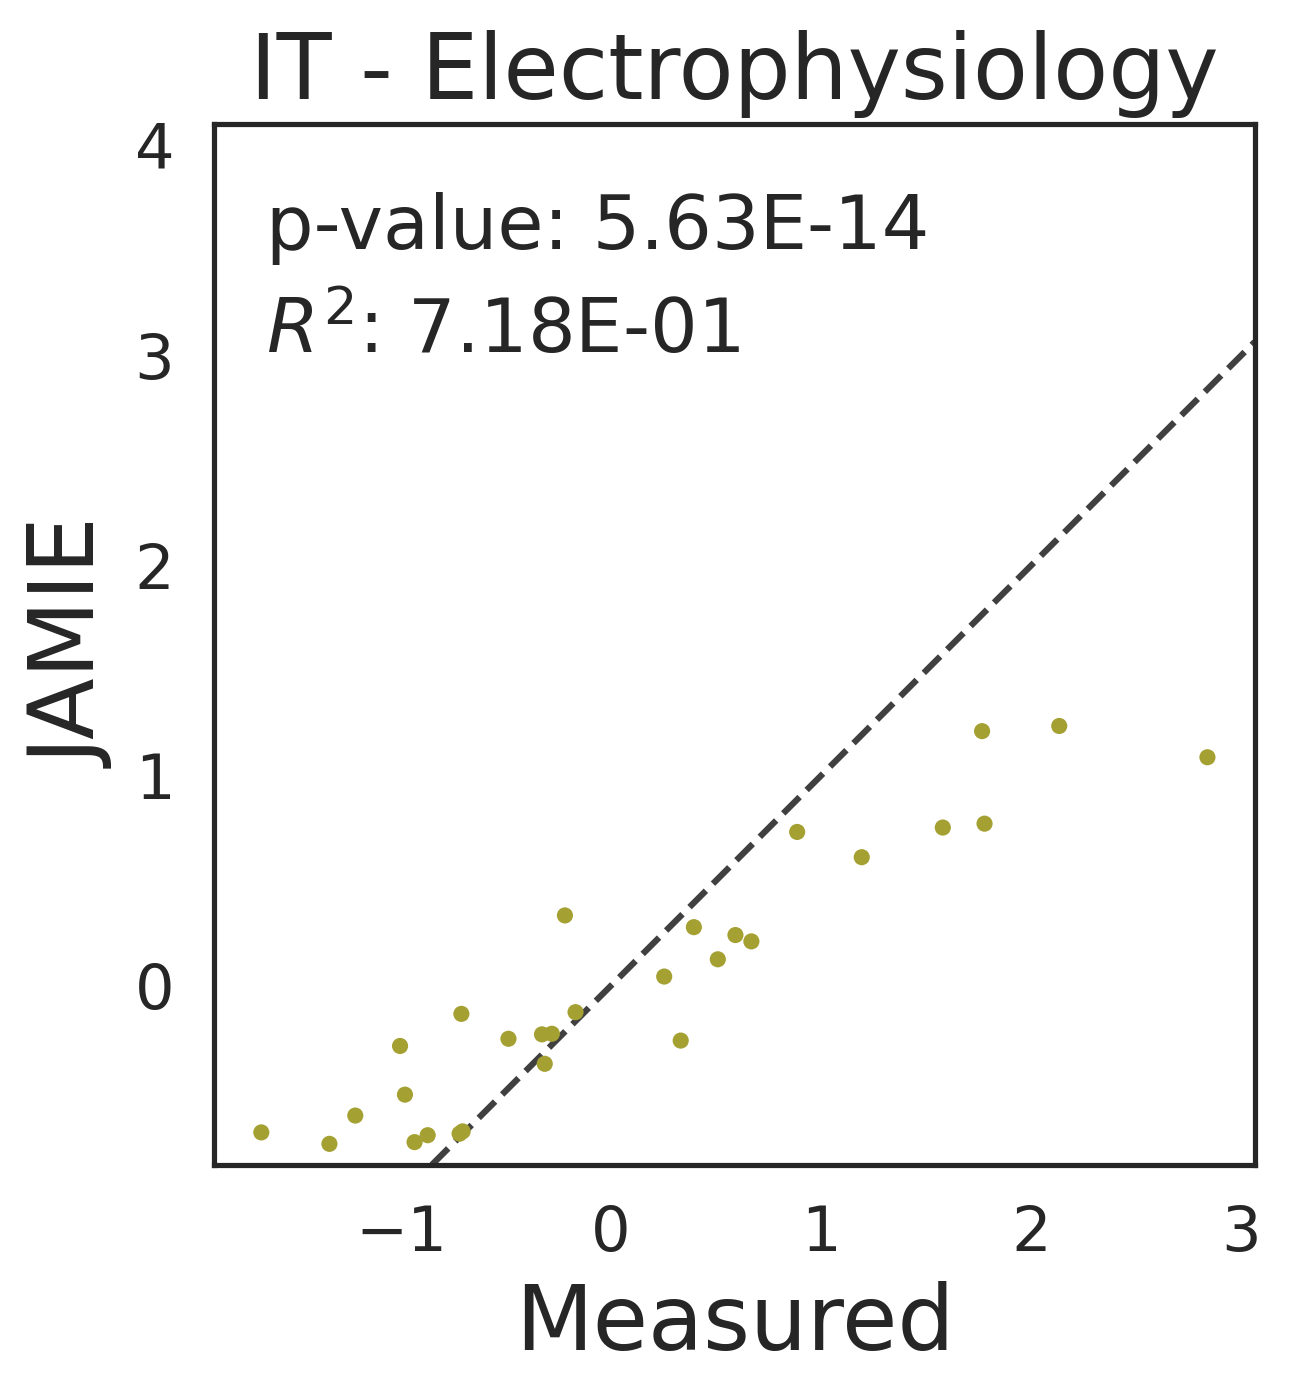 IT - Electrophysiology
4
p-value: 5.63E-14
R²: 7.18E-01
3
JAMIE
2
1
0
−1 0 1 2 3
Measured